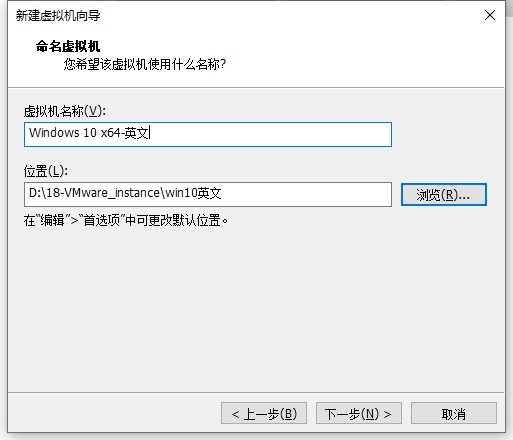 新建虚拟机向导
命名虚拟机
您希望该虚拟机使用什么名称?
虚拟机名称(V):
Windows 10 x64-英文
位置(L):
D:\18-VMware_instance\win10英文
浏览(R)...
在“编辑”>“首选项”中可更改默认位置。
< 上一步(B)
下一步(N) >
取消